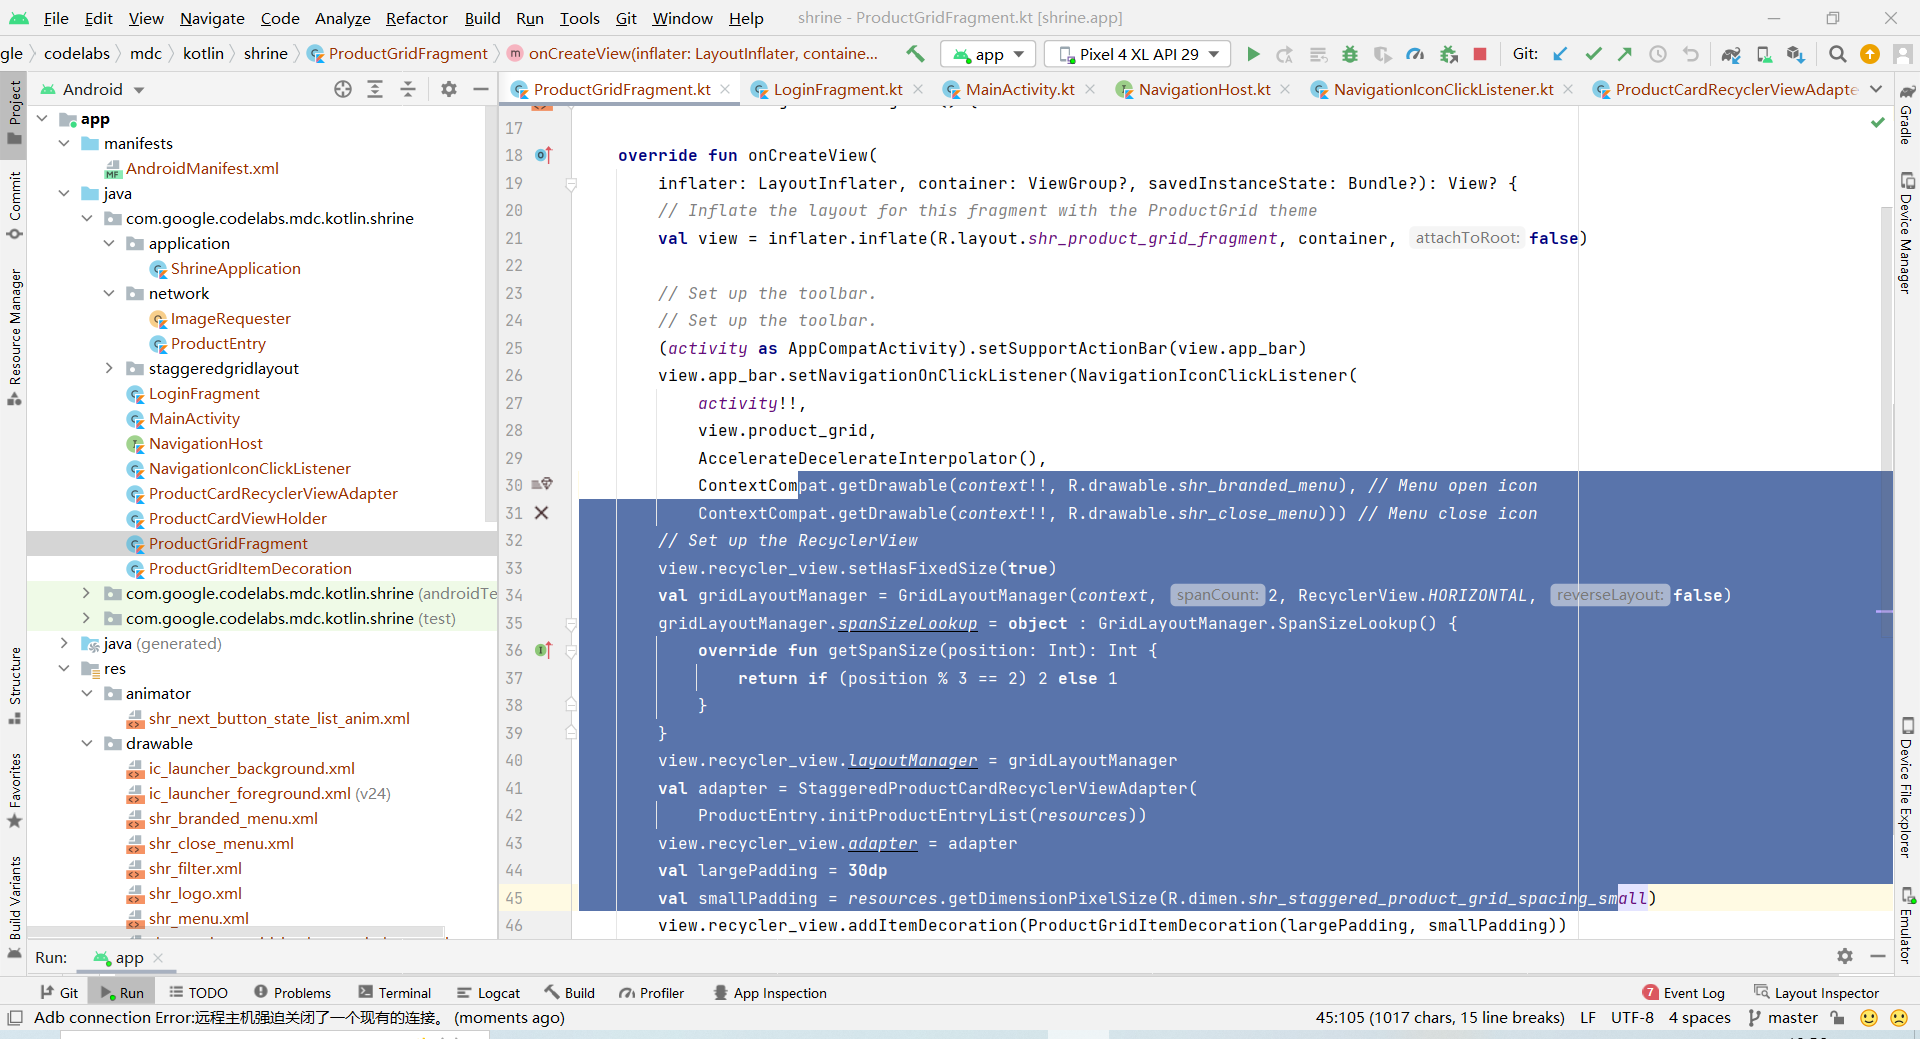 File Edit View Navigate Code Analyze Refactor Build Run Tools Git Window Help shrine - ProductGridFragment.kt [shrine.app]
gle codelabs mdc kotlin shrine ProductGridFragment onCreateView(inflater: LayoutInflater, containe... app Pixel 4 XL API 29 Git:
Android
ProductGridFragment.kt LoginFragment.kt MainActivity.kt NavigationHost.kt NavigationIconClickListener.kt ProductCardRecyclerViewAdapte
Project
Commit
Resource Manager
Structure
Favorites
Build Variants
app
manifests
AndroidManifest.xml
java
com.google.codelabs.mdc.kotlin.shrine
application
ShrineApplication
network
ImageRequester
ProductEntry
staggeredgridlayout
LoginFragment
MainActivity
NavigationHost
NavigationIconClickListener
ProductCardRecyclerViewAdapter
ProductCardViewHolder
ProductGridFragment
ProductGridItemDecoration
com.google.codelabs.mdc.kotlin.shrine (androidTe
com.google.codelabs.mdc.kotlin.shrine (test)
java (generated)
res
animator
shr_next_button_state_list_anim.xml
drawable
ic_launcher_background.xml
ic_launcher_foreground.xml (v24)
shr_branded_menu.xml
shr_close_menu.xml
shr_filter.xml
shr_logo.xml
shr_menu.xml
17
18 override fun onCreateView(
19 inflater: LayoutInflater, container: ViewGroup?, savedInstanceState: Bundle?): View? {
20 // Inflate the layout for this fragment with the ProductGrid theme
21 val view = inflater.inflate(R.layout.shr_product_grid_fragment, container, attachToRoot: false)
22
23 // Set up the toolbar.
24 // Set up the toolbar.
25 (activity as AppCompatActivity).setSupportActionBar(view.app_bar)
26 view.app_bar.setNavigationOnClickListener(NavigationIconClickListener(
27 activity!!,
28 view.product_grid,
29 AccelerateDecelerateInterpolator(),
30 ContextCompat.getDrawable(context!!, R.drawable.shr_branded_menu), // Menu open icon
31 ContextCompat.getDrawable(context!!, R.drawable.shr_close_menu))) // Menu close icon
32 // Set up the RecyclerView
33 view.recycler_view.setHasFixedSize(true)
34 val gridLayoutManager = GridLayoutManager(context, spanCount: 2, RecyclerView.HORIZONTAL, reverseLayout: false)
35 gridLayoutManager.spanSizeLookup = object : GridLayoutManager.SpanSizeLookup() {
36 override fun getSpanSize(position: Int): Int {
37 return if (position % 3 == 2) 2 else 1
38 }
39 }
40 view.recycler_view.layoutManager = gridLayoutManager
41 val adapter = StaggeredProductCardRecyclerViewAdapter(
42 ProductEntry.initProductEntryList(resources))
43 view.recycler_view.adapter = adapter
44 val largePadding = 30dp
45 val smallPadding = resources.getDimensionPixelSize(R.dimen.shr_staggered_product_grid_spacing_small)
46 view.recycler_view.addItemDecoration(ProductGridItemDecoration(largePadding, smallPadding))
Gradle
Device Manager
Device File Explorer
Emulator
Run: app
Git Run TODO Problems Terminal Logcat Build Profiler App Inspection 7 Event Log Layout Inspector
Adb connection Error:远程主机强迫关闭了一个现有的连接。 (moments ago) 45:105 (1017 chars, 15 line breaks) LF UTF-8 4 spaces master